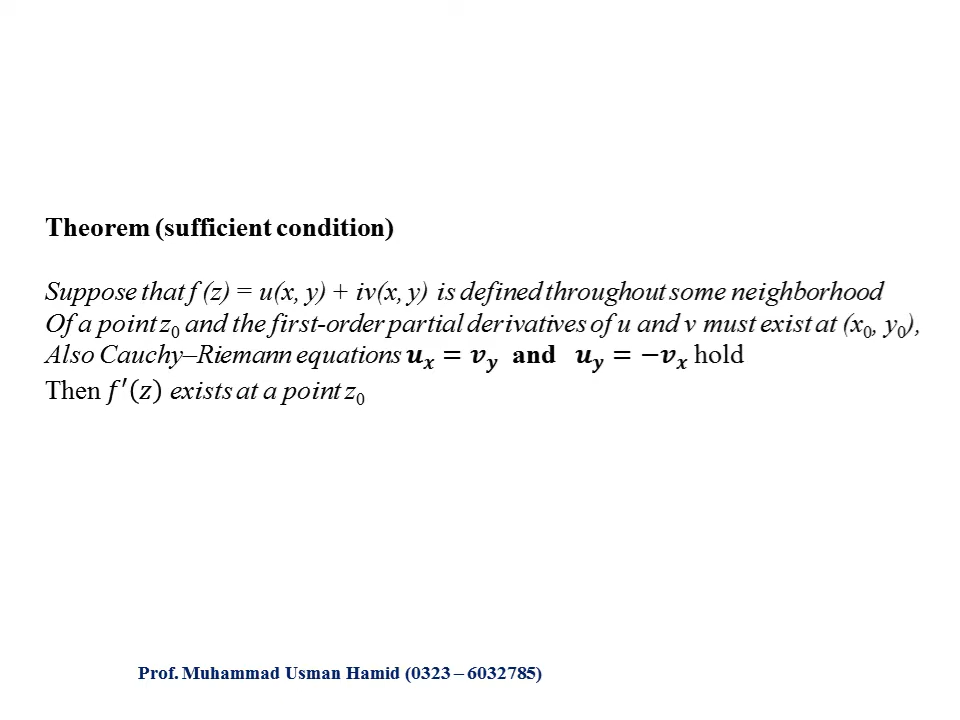 Theorem (sufficient condition)
Suppose that f (z) = u(x, y) + iv(x, y) is defined throughout some neighborhood
Of a point z₀ and the first-order partial derivatives of u and v must exist at (x₀, y₀),
Also Cauchy–Riemann equations 𝒖ₓ = 𝒗ᵧ and 𝒖ᵧ = −𝒗ₓ hold
Then f′(z) exists at a point z₀
Prof. Muhammad Usman Hamid (0323 – 6032785)